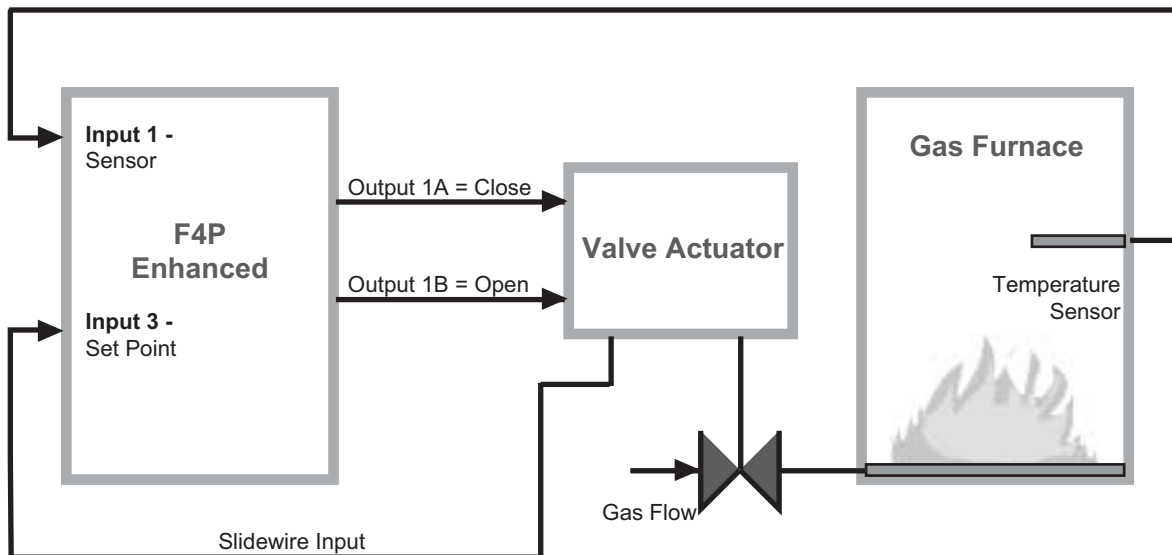 Input 1 -
Sensor
F4P
Enhanced
Input 3 -
Set Point
Output 1A = Close
Output 1B = Open
Valve Actuator
Gas Furnace
Temperature
Sensor
Gas Flow
Slidewire Input